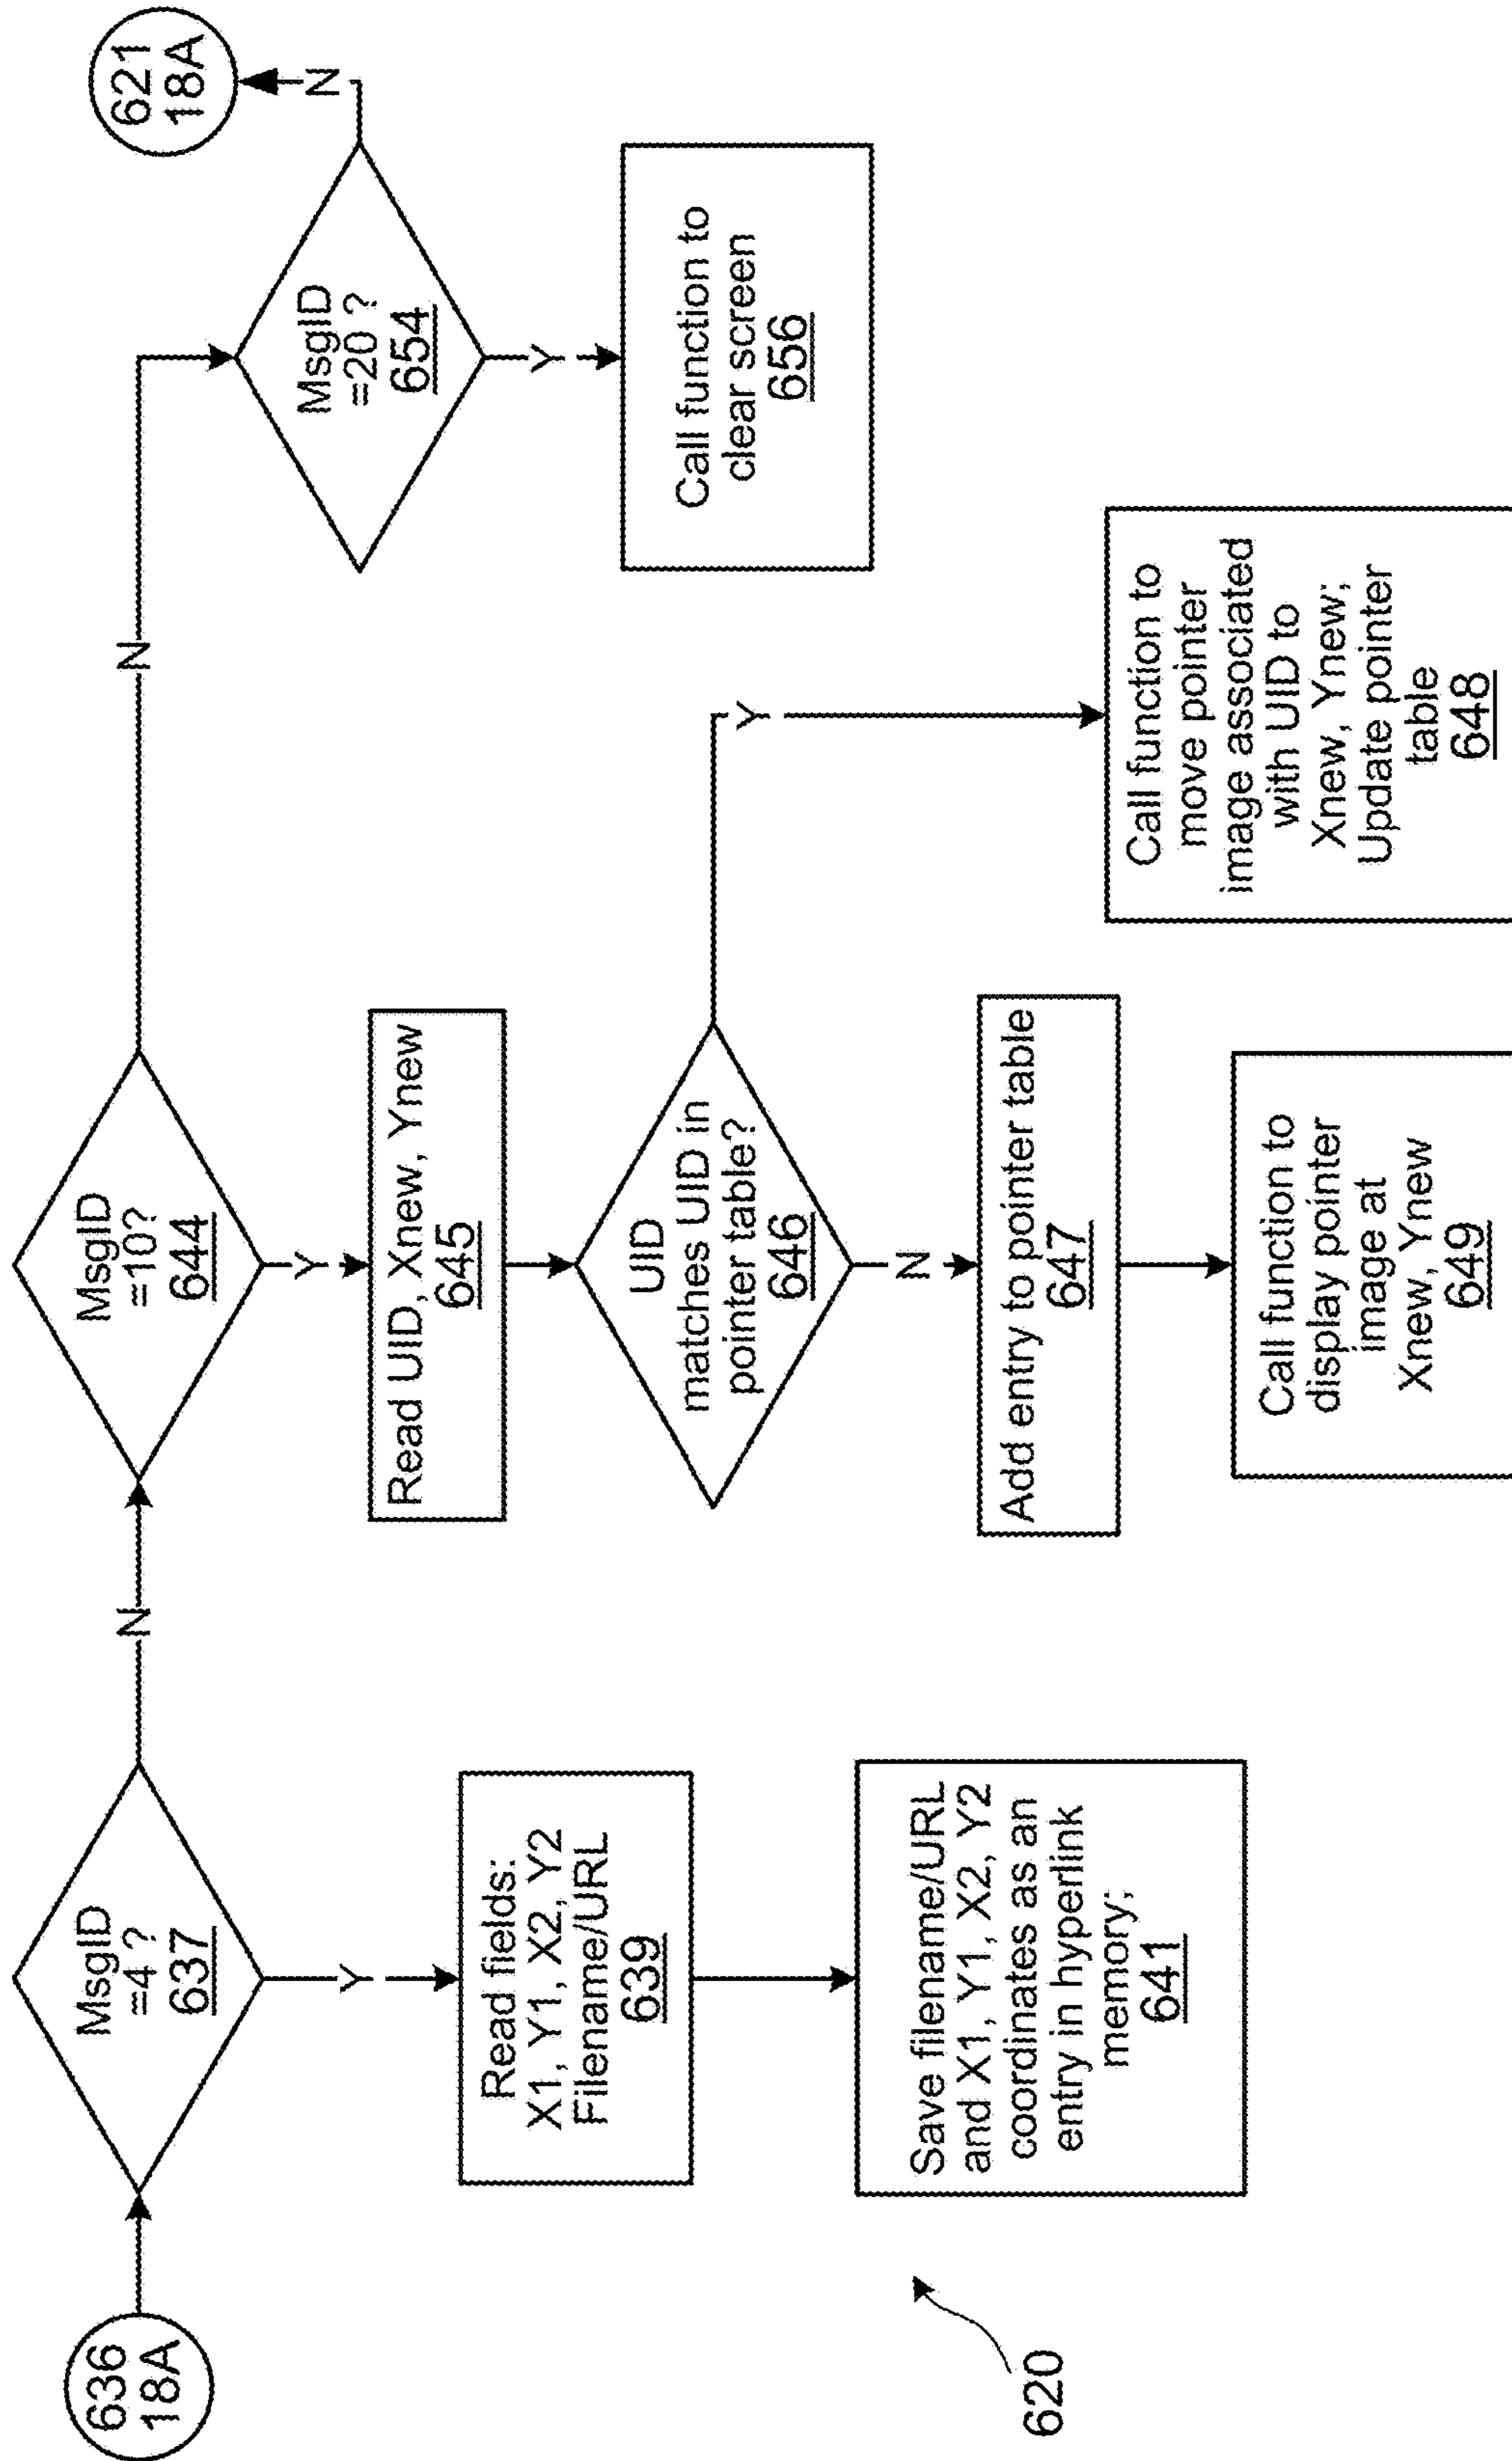 636
18A
MsgID
=4 ?
637
N
Y
Read fields:
X1, Y1, X2, Y2
Filename/URL
639
Save filename/URL
and X1, Y1, X2, Y2
coordinates as an
entry in hyperlink
memory;
641
620
MsgID
=10?
644
N
Y
Read UID, Xnew, Ynew
645
UID
matches UID in
pointer table?
646
Y
N
Add entry to pointer table
647
Call function to
display pointer
image at
Xnew, Ynew
649
Call function to
move pointer
image associated
with UID to
Xnew, Ynew;
Update pointer
table
648
MsgID
=20 ?
654
N
Y
Call function to
clear screen
656
621
18A